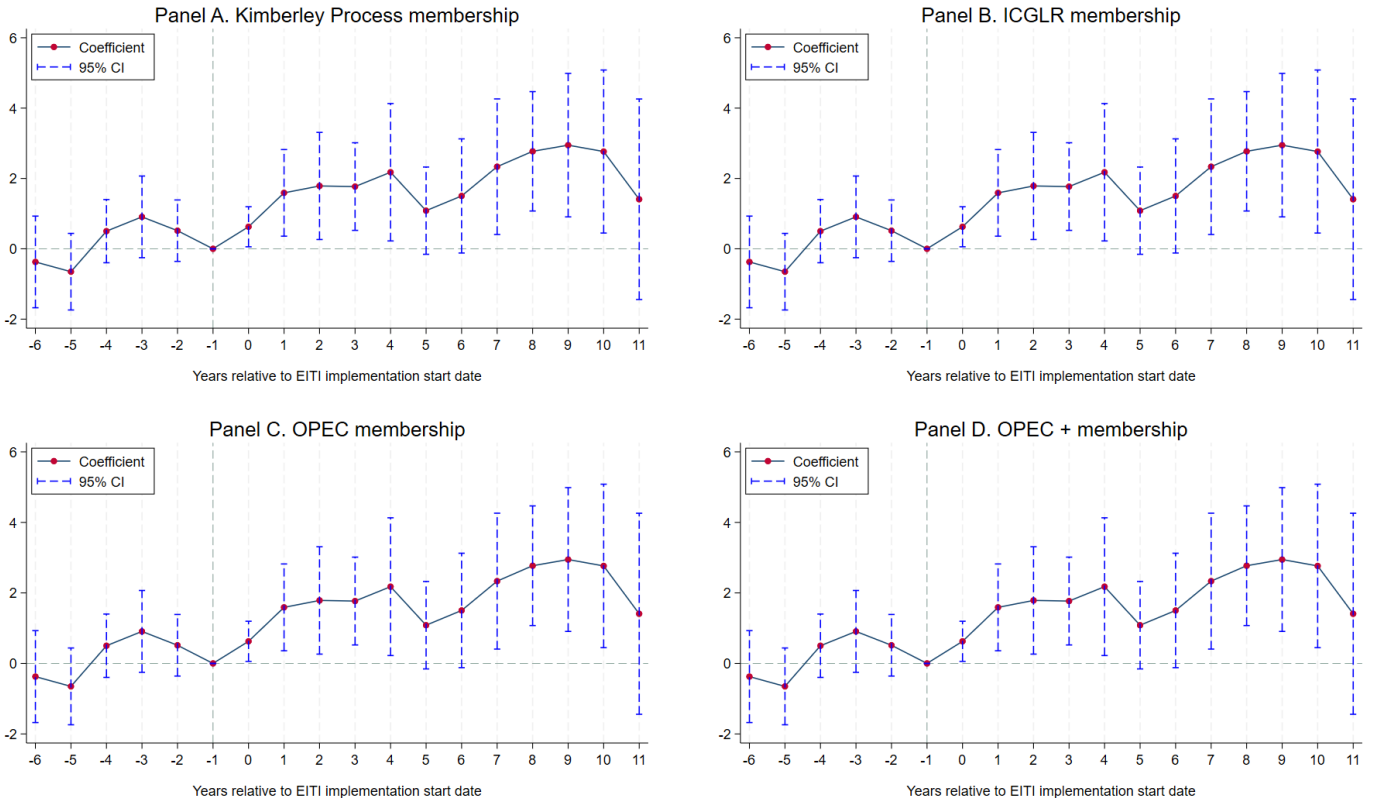 Panel A. Kimberley Process membership
6
4
2
0
-2
Coefficient
95% CI
-6 -5 -4 -3 -2 -1 0 1 2 3 4 5 6 7 8 9 10 11
Years relative to EITI implementation start date
Panel B. ICGLR membership
6
4
2
0
-2
Coefficient
95% CI
-6 -5 -4 -3 -2 -1 0 1 2 3 4 5 6 7 8 9 10 11
Years relative to EITI implementation start date
Panel C. OPEC membership
6
4
2
0
-2
Coefficient
95% CI
-6 -5 -4 -3 -2 -1 0 1 2 3 4 5 6 7 8 9 10 11
Years relative to EITI implementation start date
Panel D. OPEC + membership
6
4
2
0
-2
Coefficient
95% CI
-6 -5 -4 -3 -2 -1 0 1 2 3 4 5 6 7 8 9 10 11
Years relative to EITI implementation start date